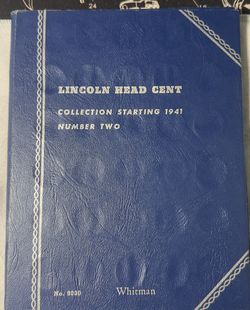 LINCOLN HEAD CENT
COLLECTION STARTING 1941
NUMBER TWO
No. 9030 Whitman